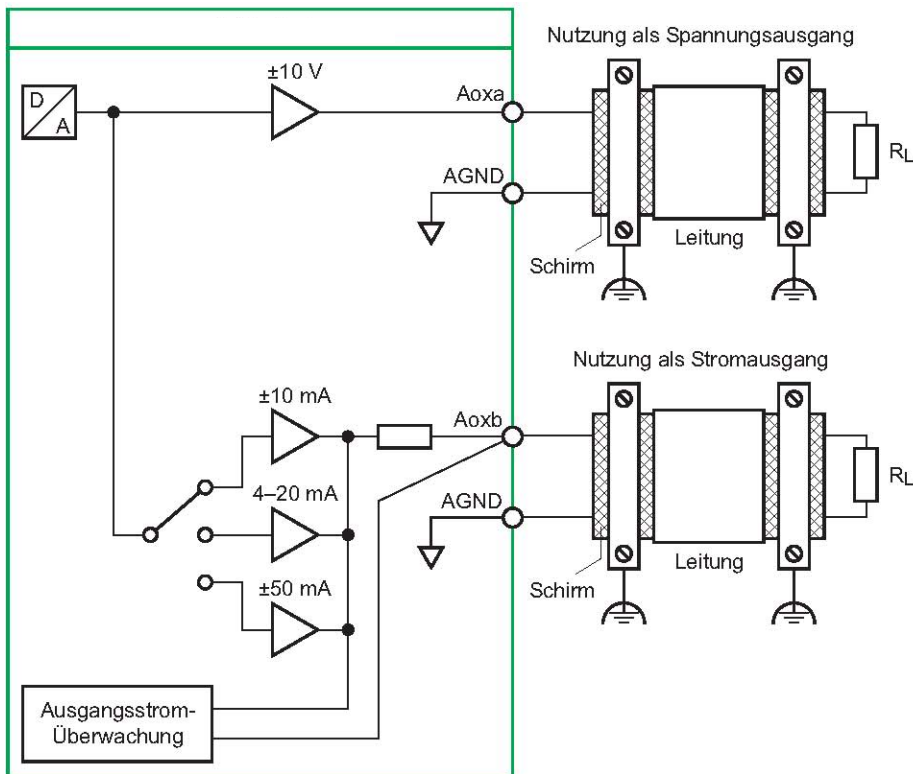 Nutzung als Spannungsausgang
±10 V
D
A
Aoxa
AGND
RL
Leitung
Schirm
Nutzung als Stromausgang
±10 mA
Aoxb
4–20 mA
AGND
RL
±50 mA
Leitung
Schirm
Ausgangsstrom-
Überwachung